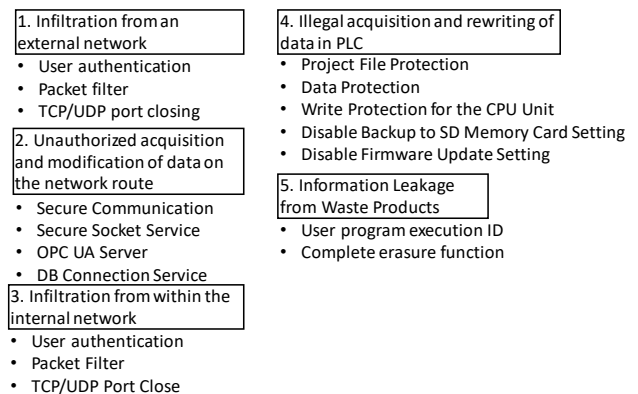 1. Infiltration from an
external network
• User authentication
• Packet filter
• TCP/UDP port closing
2. Unauthorized acquisition
and modification of data on
the network route
• Secure Communication
• Secure Socket Service
• OPC UA Server
• DB Connection Service
3. Infiltration from within the
internal network
• User authentication
• Packet Filter
• TCP/UDP Port Close
4. Illegal acquisition and rewriting of
data in PLC
• Project File Protection
• Data Protection
• Write Protection for the CPU Unit
• Disable Backup to SD Memory Card Setting
• Disable Firmware Update Setting
5. Information Leakage
from Waste Products
• User program execution ID
• Complete erasure function